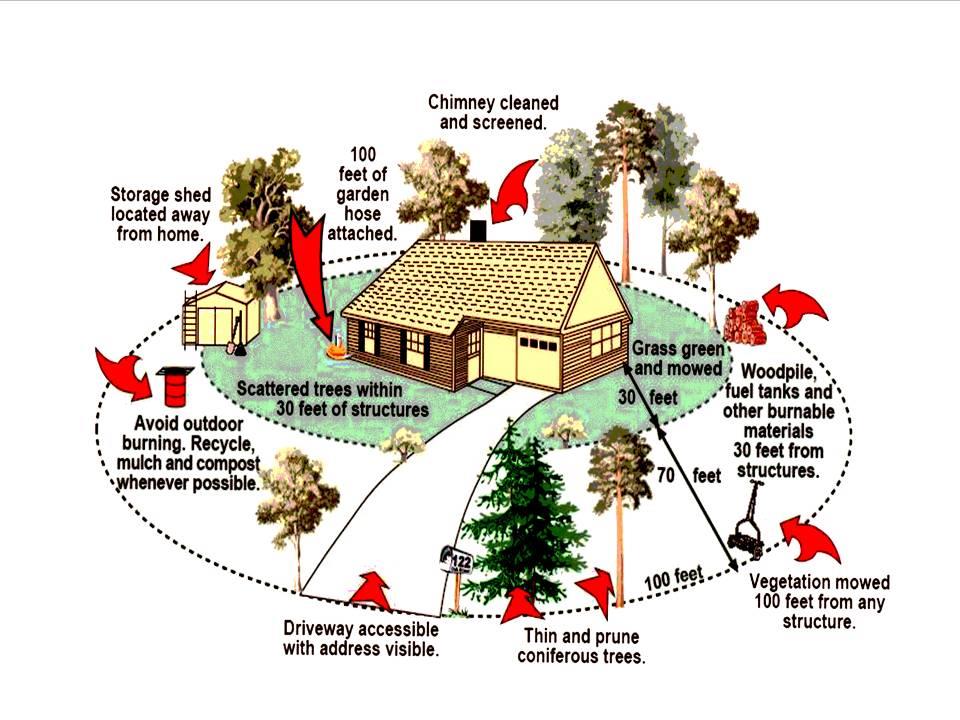 Chimney cleaned
and screened.
100
feet of
garden
hose
attached.
Storage shed
located away
from home.
Grass green
and mowed
30 feet
Scattered trees within
30 feet of structures
Woodpile,
fuel tanks and
other burnable
materials
30 feet from
structures.
Avoid outdoor
burning. Recycle,
mulch and compost
whenever possible.
70 feet
122
100 feet
Vegetation mowed
100 feet from any
structure.
Driveway accessible
with address visible.
Thin and prune
coniferous trees.